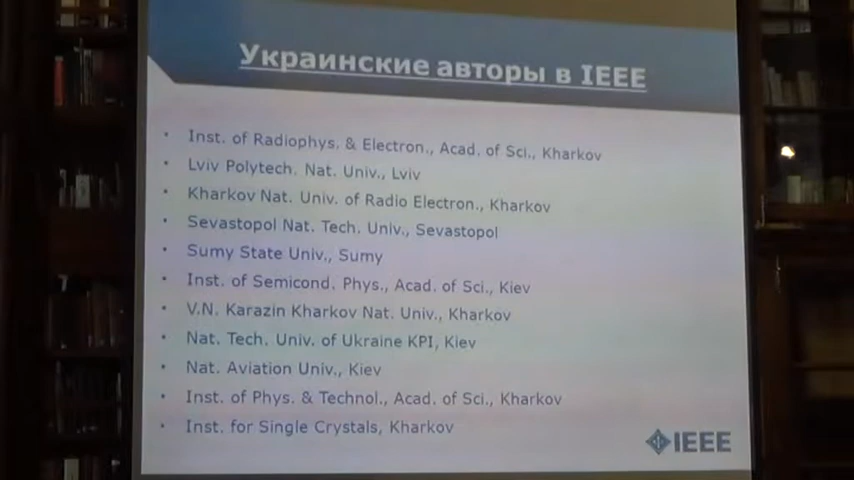 Украинские авторы в IEEE
• Inst. of Radiophys. & Electron., Acad. of Sci., Kharkov
• Lviv Polytech. Nat. Univ., Lviv
• Kharkov Nat. Univ. of Radio Electron., Kharkov
• Sevastopol Nat. Tech. Univ., Sevastopol
• Sumy State Univ., Sumy
• Inst. of Semicond. Phys., Acad. of Sci., Kiev
• V.N. Karazin Kharkov Nat. Univ., Kharkov
• Nat. Tech. Univ. of Ukraine KPI, Kiev
• Nat. Aviation Univ., Kiev
• Inst. of Phys. & Technol., Acad. of Sci., Kharkov
• Inst. for Single Crystals, Kharkov
IEEE